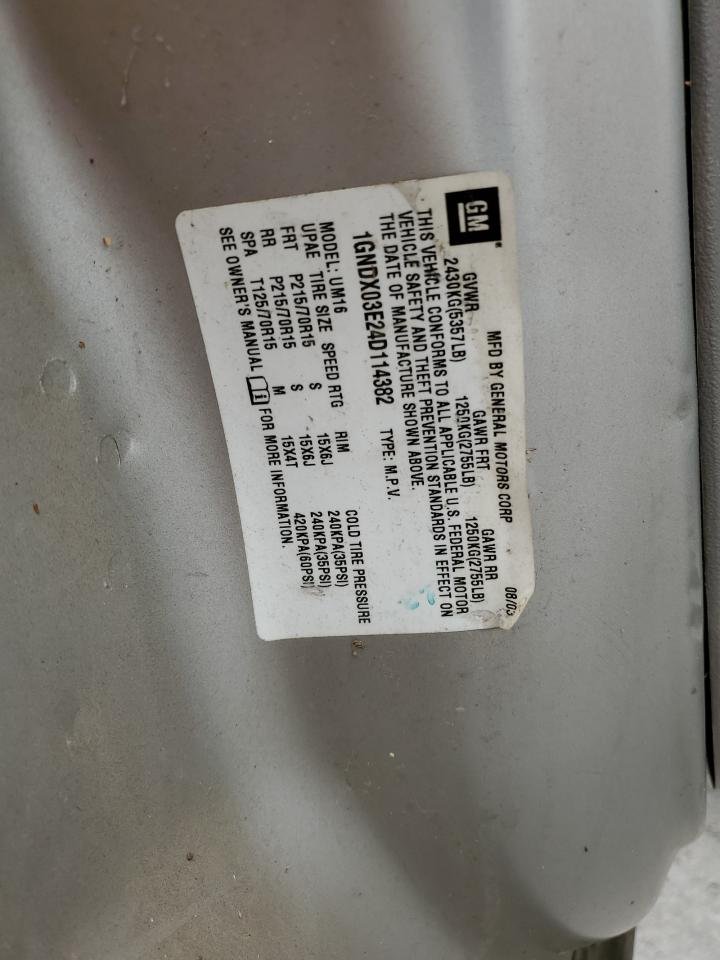 GM
MFD BY GENERAL MOTORS CORP 08/03
GVWR GAWR FRT GAWR RR
2430KG(5357LB) 1250KG(2755LB) 1250KG(2755LB)
THIS VEHICLE CONFORMS TO ALL APPLICABLE U.S. FEDERAL MOTOR
VEHICLE SAFETY AND THEFT PREVENTION STANDARDS IN EFFECT ON
THE DATE OF MANUFACTURE SHOWN ABOVE.
1GNDX03E24D114382 TYPE: M.P.V.
MODEL: UM16
UPAE TIRE SIZE SPEED RTG RIM COLD TIRE PRESSURE
FRT P215/70R15 S 15X6J 240KPA(35PSI)
RR P215/70R15 S 15X6J 240KPA(35PSI)
SPA T125/70R15 M 15X4T 420KPA(60PSI)
SEE OWNER'S MANUAL FOR MORE INFORMATION.